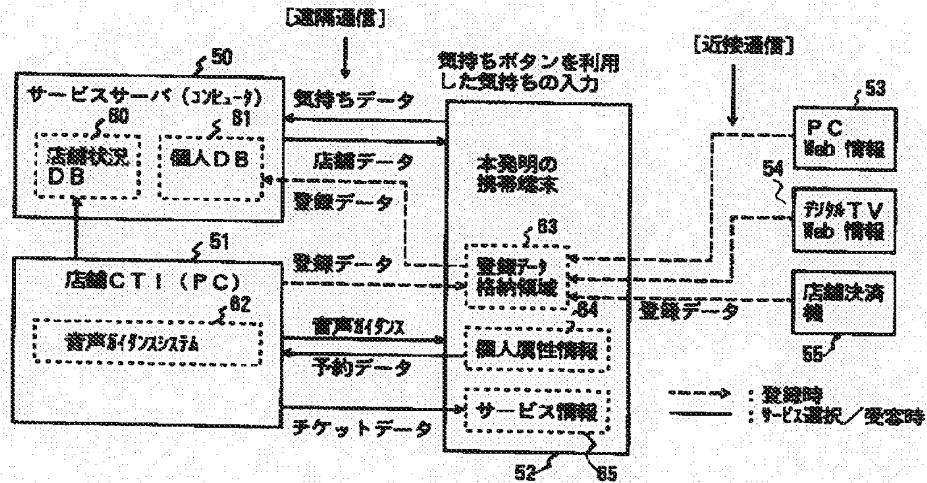 [遠隔通信]
[近接通信]
50
気持ちボタンを利用
した気持ちの入力
サービスサーバ(コンピュータ)
気持ちデータ
53
60
61
PC
Web 情報
店舗状況
DB
個人DB
店舗データ
本発明の
携帯端末
54
登録データ
デジタルTV
Web 情報
51
63
店舗CTI(PC)
登録データ
登録データ
格納領域
店舗決済
機
62
64
登録データ
音声ガイダンス
音声ガイダンスシステム
個人属性情報
55
予約データ
:登録時
サービス情報
:サービス選択/受容時
チケットデータ
52
65